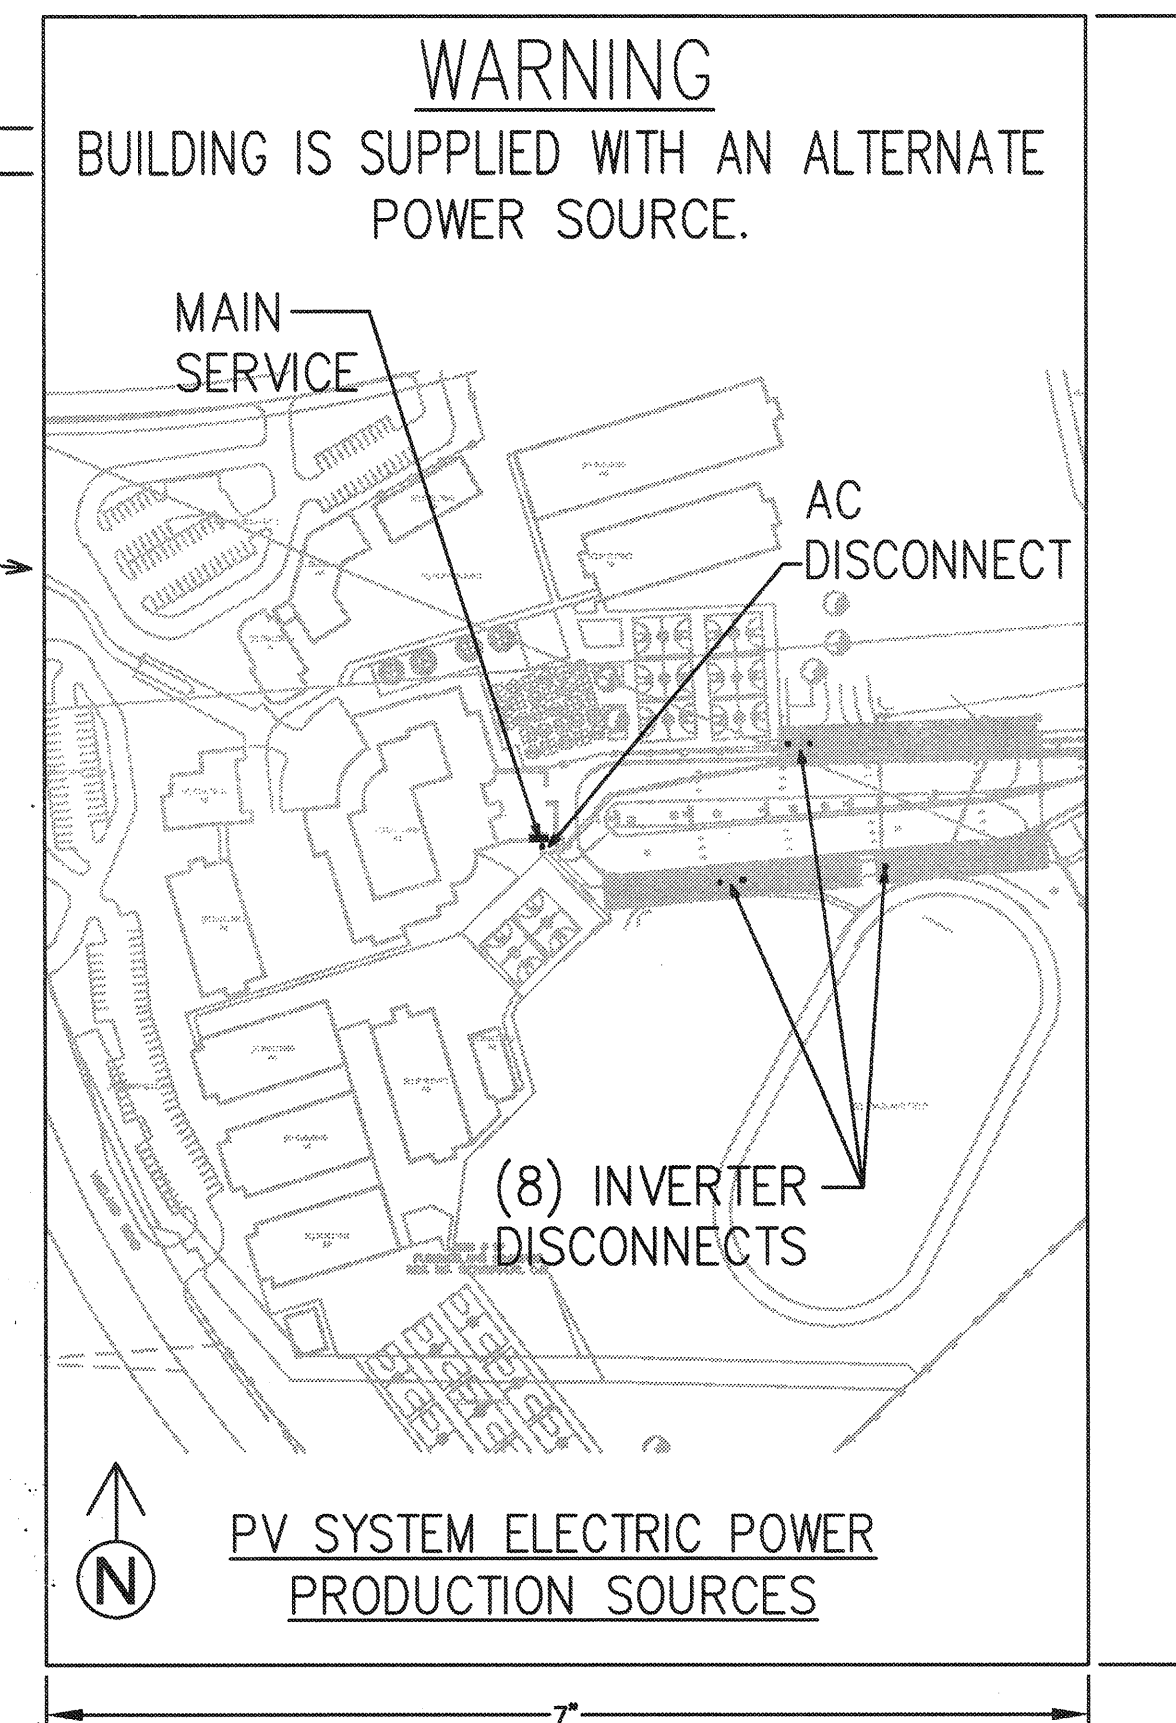 WARNING
BUILDING IS SUPPLIED WITH AN ALTERNATE
POWER SOURCE.
MAIN
SERVICE
AC
DISCONNECT
(8) INVERTER
DISCONNECTS
N
PV SYSTEM ELECTRIC POWER
PRODUCTION SOURCES
7"